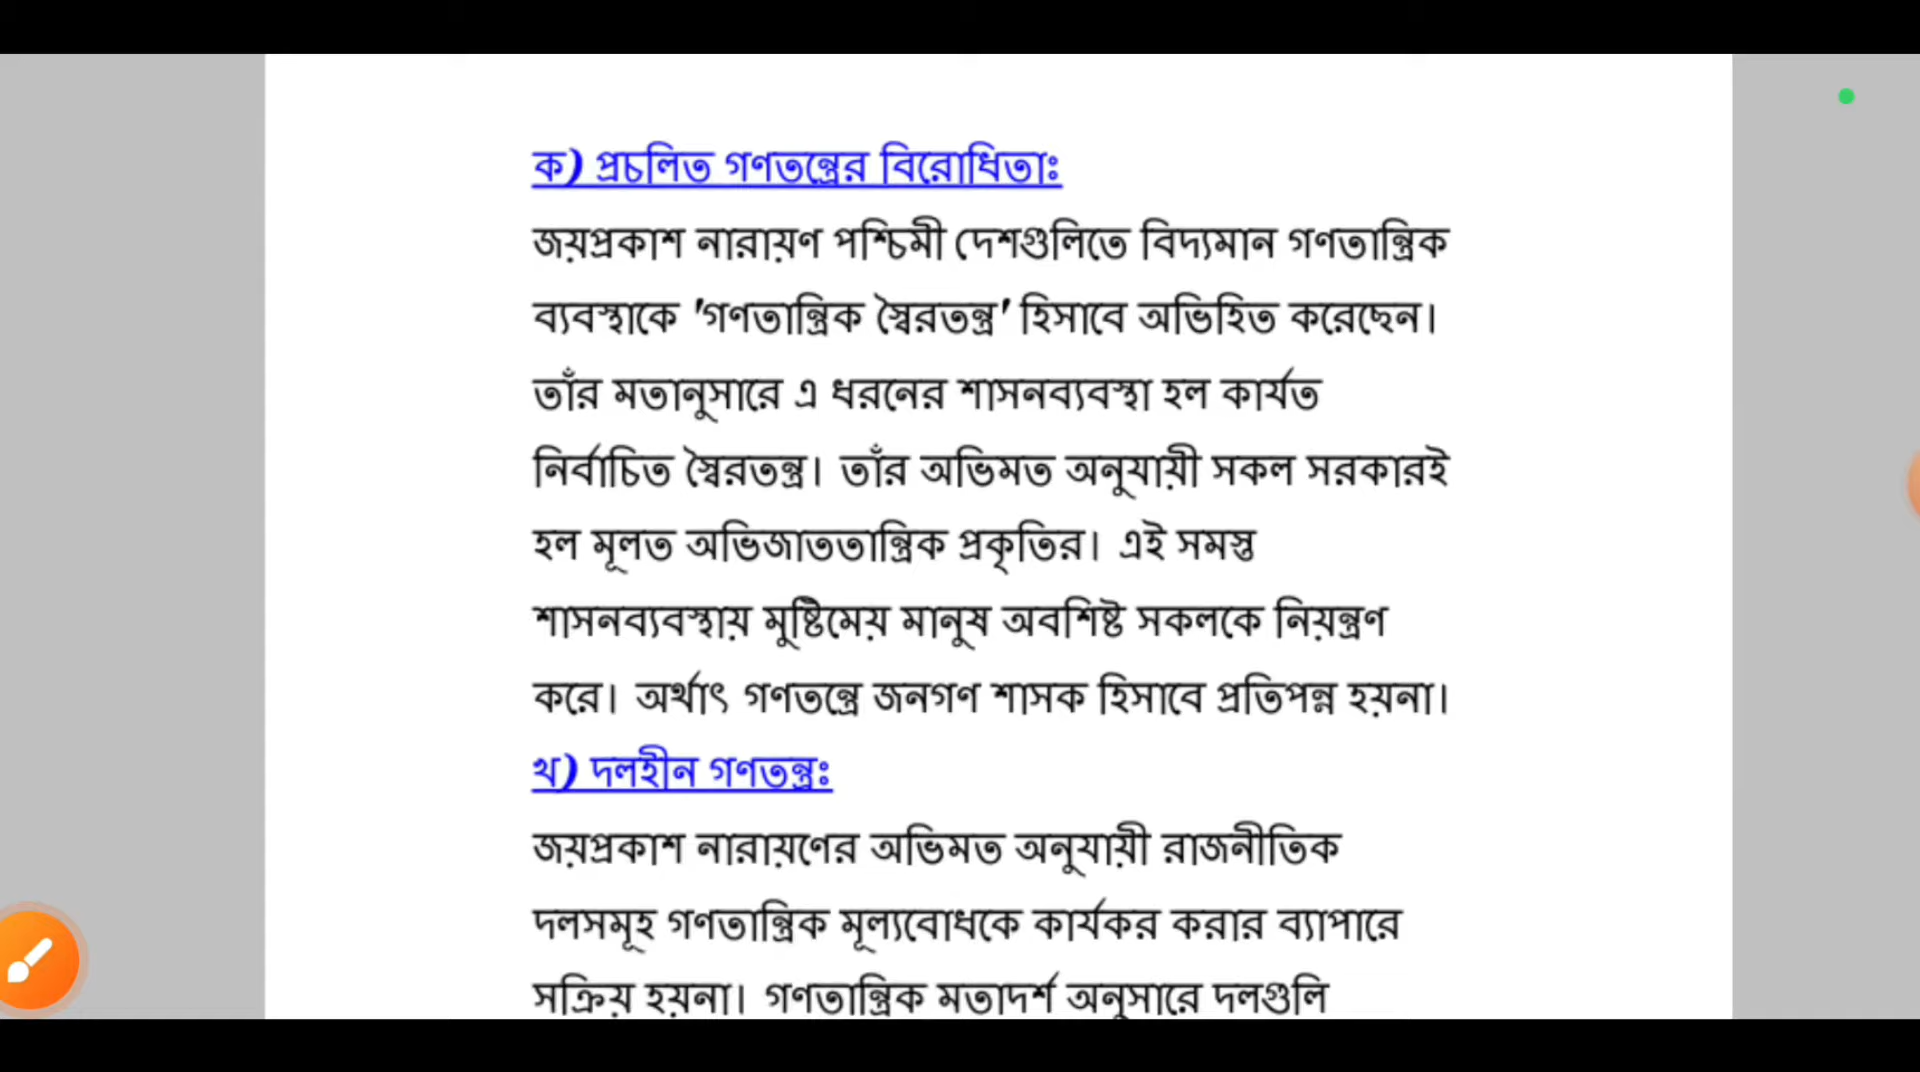 ক) প্রচলিত গণতন্ত্রের বিরোধিতাঃ
জয়প্রকাশ নারায়ণ পশ্চিমী দেশগুলিতে বিদ্যমান গণতান্ত্রিক
ব্যবস্থাকে 'গণতান্ত্রিক স্বৈরতন্ত্র' হিসাবে অভিহিত করেছেন।
তাঁর মতানুসারে এ ধরনের শাসনব্যবস্থা হল কার্যত
নির্বাচিত স্বৈরতন্ত্র। তাঁর অভিমত অনুযায়ী সকল সরকারই
হল মূলত অভিজাততান্ত্রিক প্রকৃতির। এই সমস্ত
শাসনব্যবস্থায় মুষ্টিমেয় মানুষ অবশিষ্ট সকলকে নিয়ন্ত্রণ
করে। অর্থাৎ গণতন্ত্রে জনগণ শাসক হিসাবে প্রতিপন্ন হয়না।
খ) দলহীন গণতন্ত্রঃ
জয়প্রকাশ নারায়ণের অভিমত অনুযায়ী রাজনীতিক
দলসমূহ গণতান্ত্রিক মূল্যবোধকে কার্যকর করার ব্যাপারে
সক্রিয় হয়না। গণতান্ত্রিক মতাদর্শ অনুসারে দলগুলি